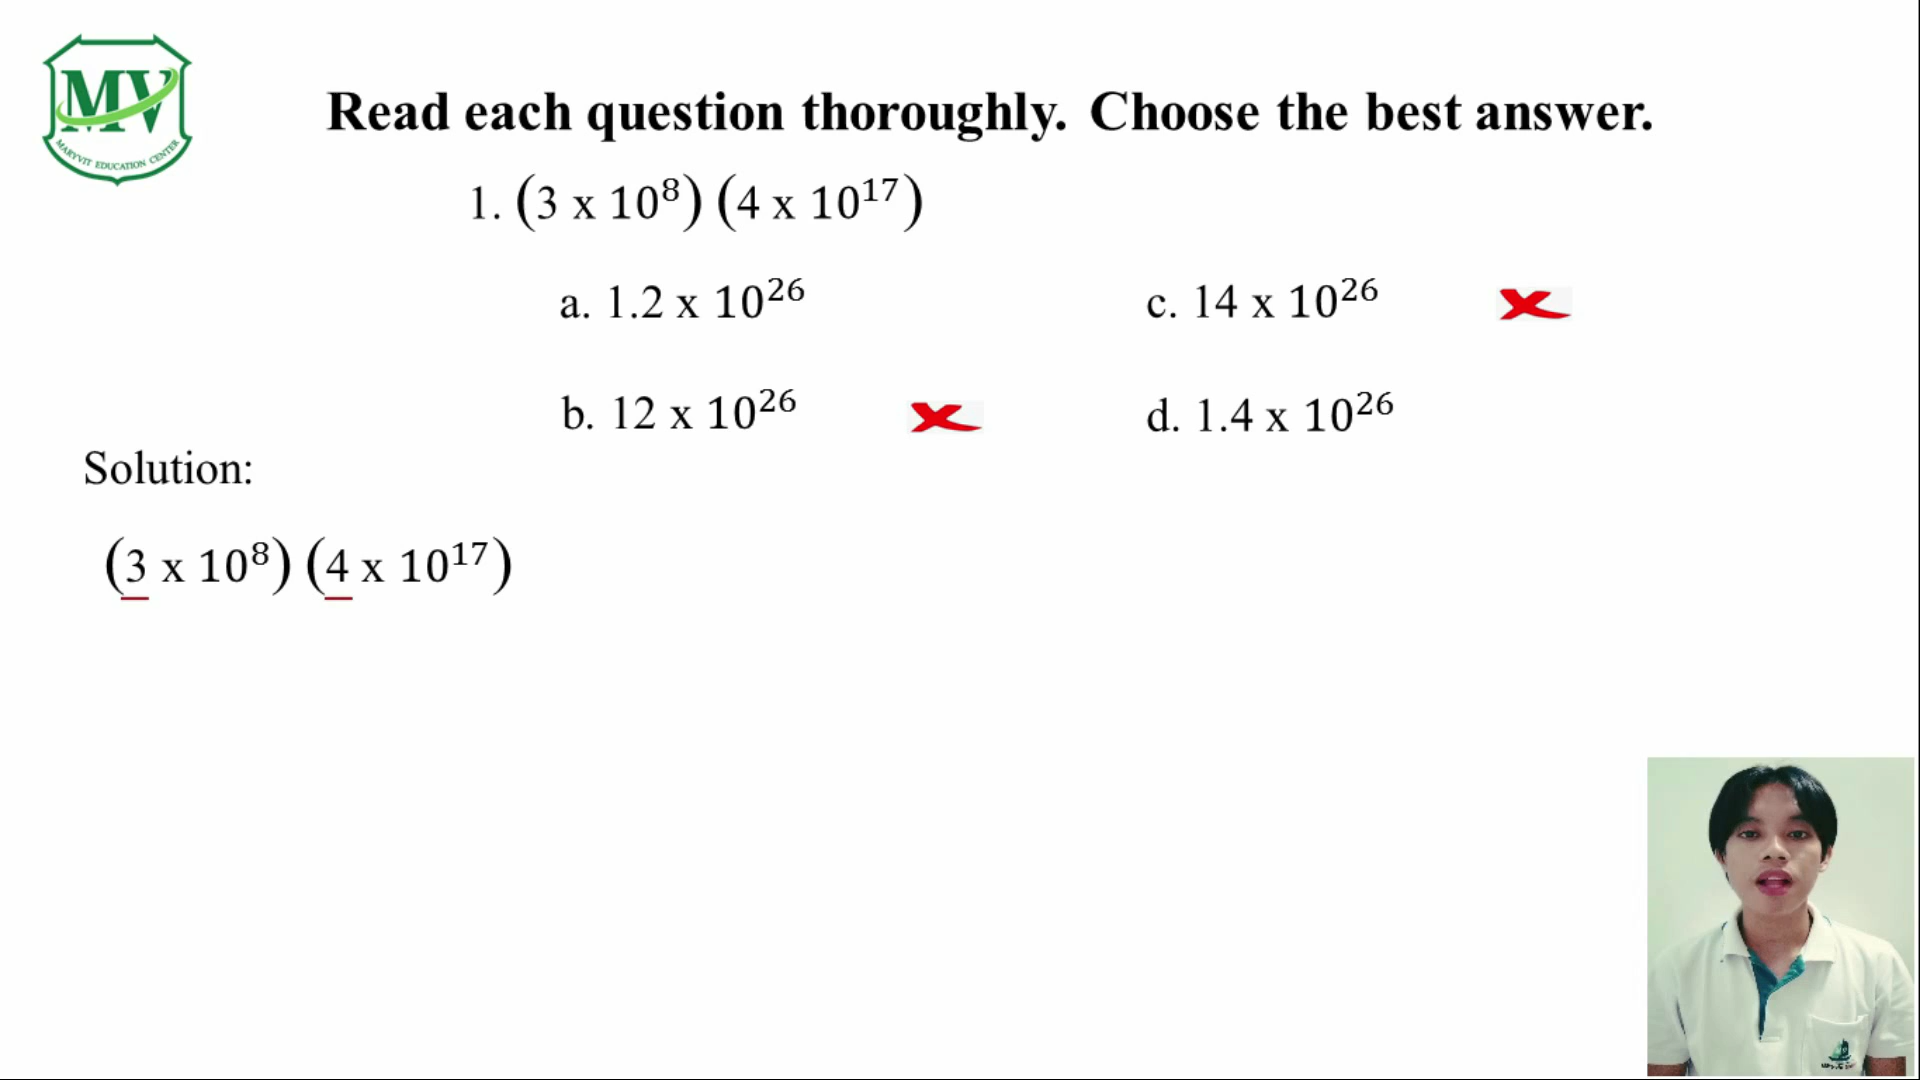 MV
MARYVIT EDUCATION CENTER
Read each question thoroughly. Choose the best answer.
1. (3 x 10⁸) (4 x 10¹⁷)
a. 1.2 x 10²⁶
c. 14 x 10²⁶
b. 12 x 10²⁶
d. 1.4 x 10²⁶
Solution:
(3 x 10⁸) (4 x 10¹⁷)